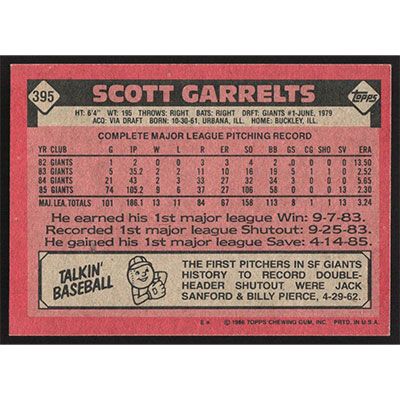 395
SCOTT GARRELTS
Topps
HT: 6'4" WT: 195 THROWS: RIGHT BATS: RIGHT DRFT: GIANTS #1-JUNE, 1979
ACQ: VIA DRAFT BORN: 10-30-61, URBANA, ILL. HOME: BUCKLEY, ILL.
COMPLETE MAJOR LEAGUE PITCHING RECORD
YR CLUB G IP W L R ER SO BB GS CG SHO SV ERA
82 GIANTS 1 2 0 0 3 3 4 2 0 0 0 0 13.50
83 GIANTS 5 35.2 2 2 11 10 16 19 5 1 1 0 2.52
84 GIANTS 21 43 2 3 33 27 32 34 3 0 0 0
85 GIANTS 74 105.2 9 6 37 27 106 58 0 0 0 13 2.30
MAJ. LEA. TOTALS 101 186.1 13 11 84 67 158 113 8 1 1 13 3.24
He earned his 1st major league Win: 9-7-83.
Recorded 1st major league Shutout: 9-25-83.
He gained his 1st major league Save: 4-14-85.
TALKIN'
BASEBALL
THE FIRST PITCHERS IN SF GIANTS
HISTORY TO RECORD DOUBLE-
HEADER SHUTOUT WERE JACK
SANFORD & BILLY PIERCE, 4-29-62.
E* © 1986 TOPPS CHEWING GUM, INC. PRTD. IN U.S.A.